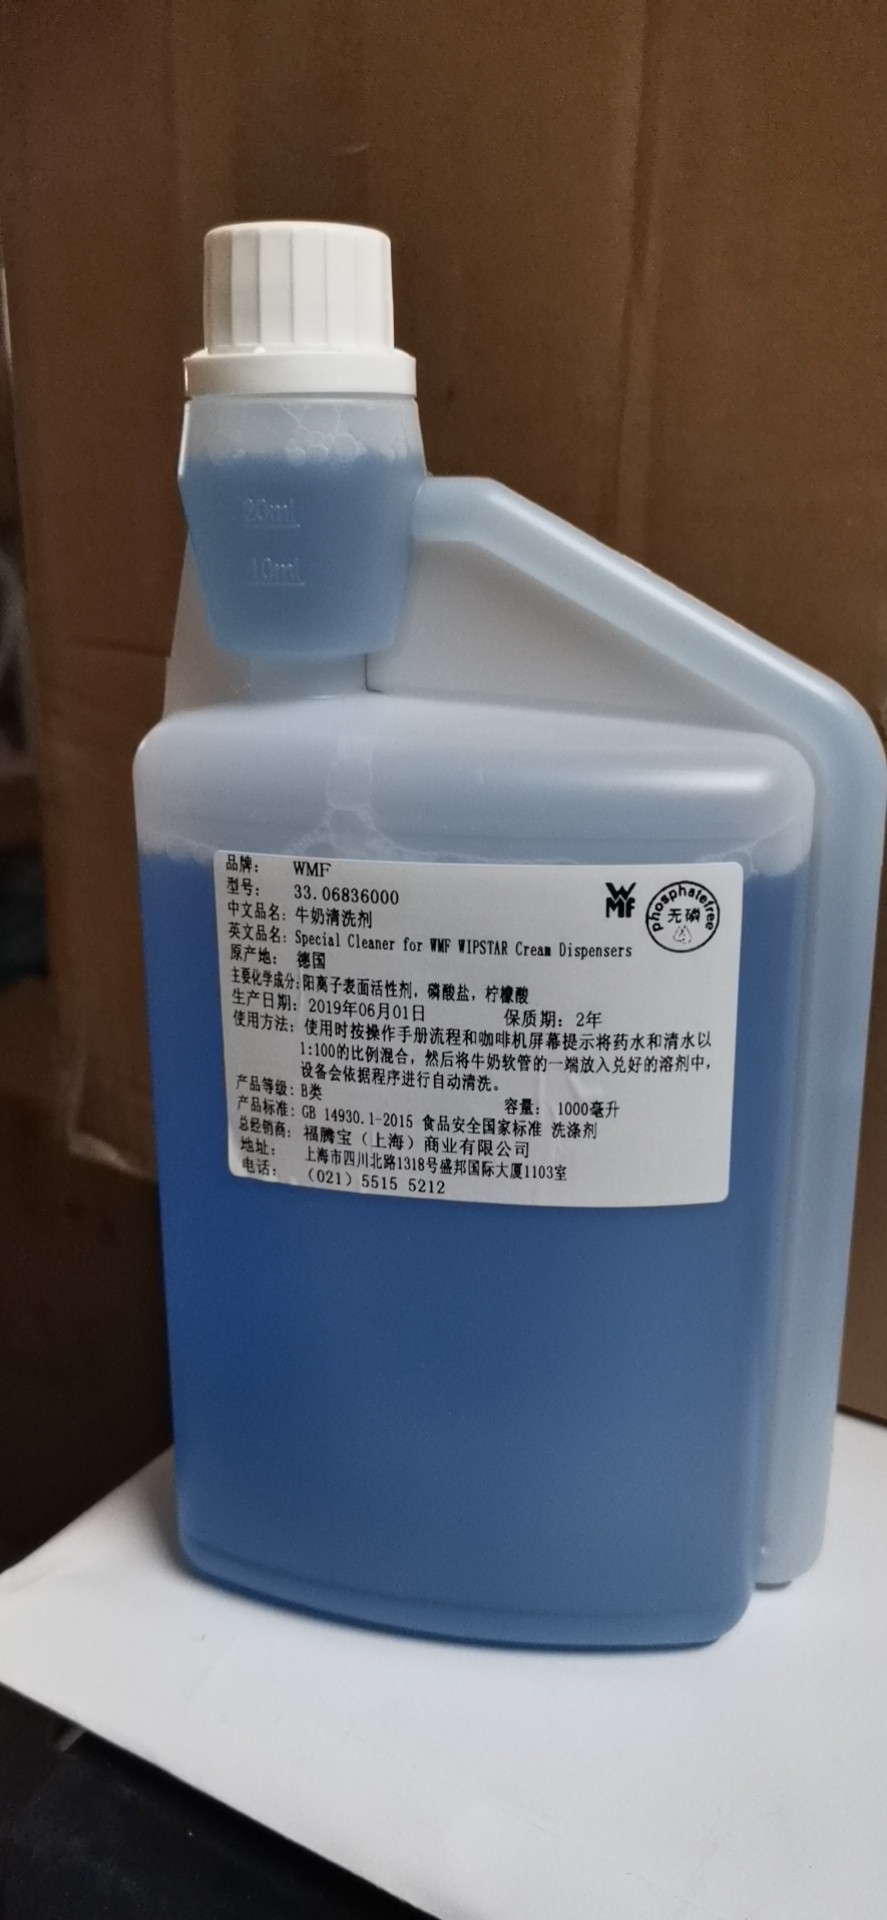 20ml
10ml
品牌: WMF
型号: 33.06836000
中文品名: 牛奶清洗剂
英文品名: Special Cleaner for WMF WIPSTAR Cream Dispensers
原产地: 德国
主要化学成分: 阳离子表面活性剂，磷酸盐，柠檬酸
生产日期: 2019年06月01日 保质期: 2年
使用方法: 使用时按操作手册流程和咖啡机屏幕提示将药水和清水以
1:100的比例混合，然后将牛奶软管的一端放入兑好的溶剂中，
设备会依据程序进行自动清洗。
产品等级: B类 容量: 1000毫升
产品标准: GB 14930.1-2015 食品安全国家标准 洗涤剂
总经销商: 福腾宝（上海）商业有限公司
地址: 上海市四川北路1318号盛邦国际大厦1103室
电话: （021）5515 5212
WMF
phosphatefree
无磷